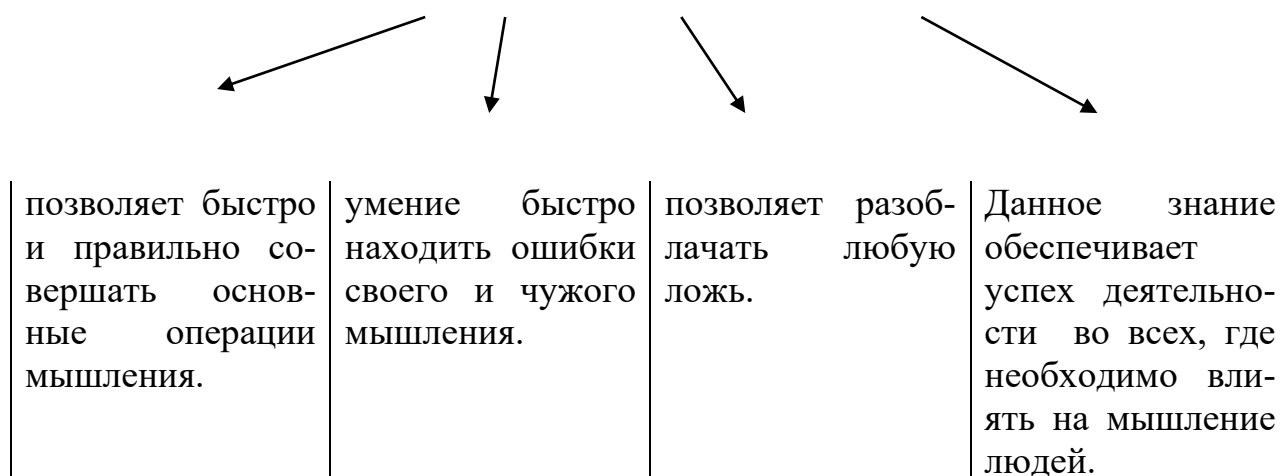 позволяет быстро
и правильно со-
вершать основ-
ные операции
мышления.
умение быстро
находить ошибки
своего и чужого
мышления.
позволяет разоб-
лачать любую
ложь.
Данное знание
обеспечивает
успех деятельно-
сти во всех, где
необходимо вли-
ять на мышление
людей.